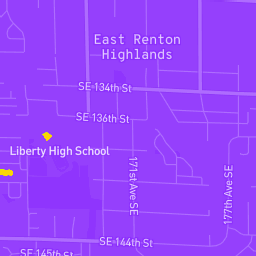 East Renton
Highlands
SE 134th St
SE 136th St
Liberty High School
171st Ave SE
177th Ave SE
SE 144th St
SE 145th St